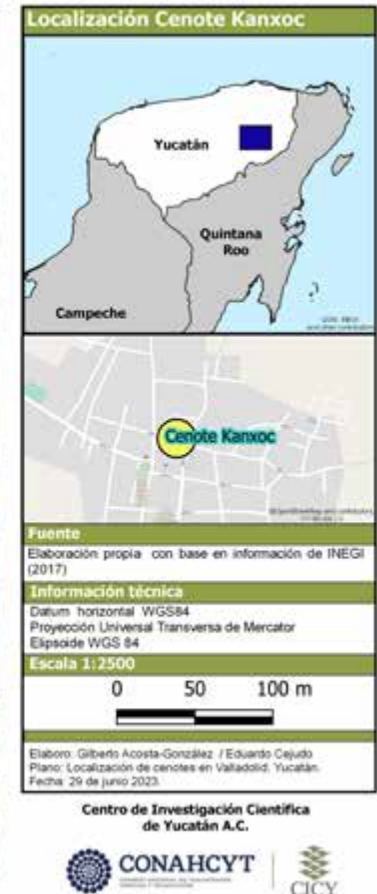 Localización Cenote Kanxoc
Yucatán
Quintana
Roo
Campeche
Cenote Kanxoc
Fuente
Elaboración propia con base en información de INEGI
(2017)
Información técnica
Datum horizontal WGS84
Proyección Universal Transversa de Mercator
Elipsoide WGS 84
Escala 1:2500
0 50 100 m
Elaboro: Gilberto Acosta-González / Eduardo Cejudo
Plano: Localización de cenotes en Valladolid, Yucatán.
Fecha: 29 de junio 2023.
Centro de Investigación Científica
de Yucatán A.C.
CONAHCYT
CICY